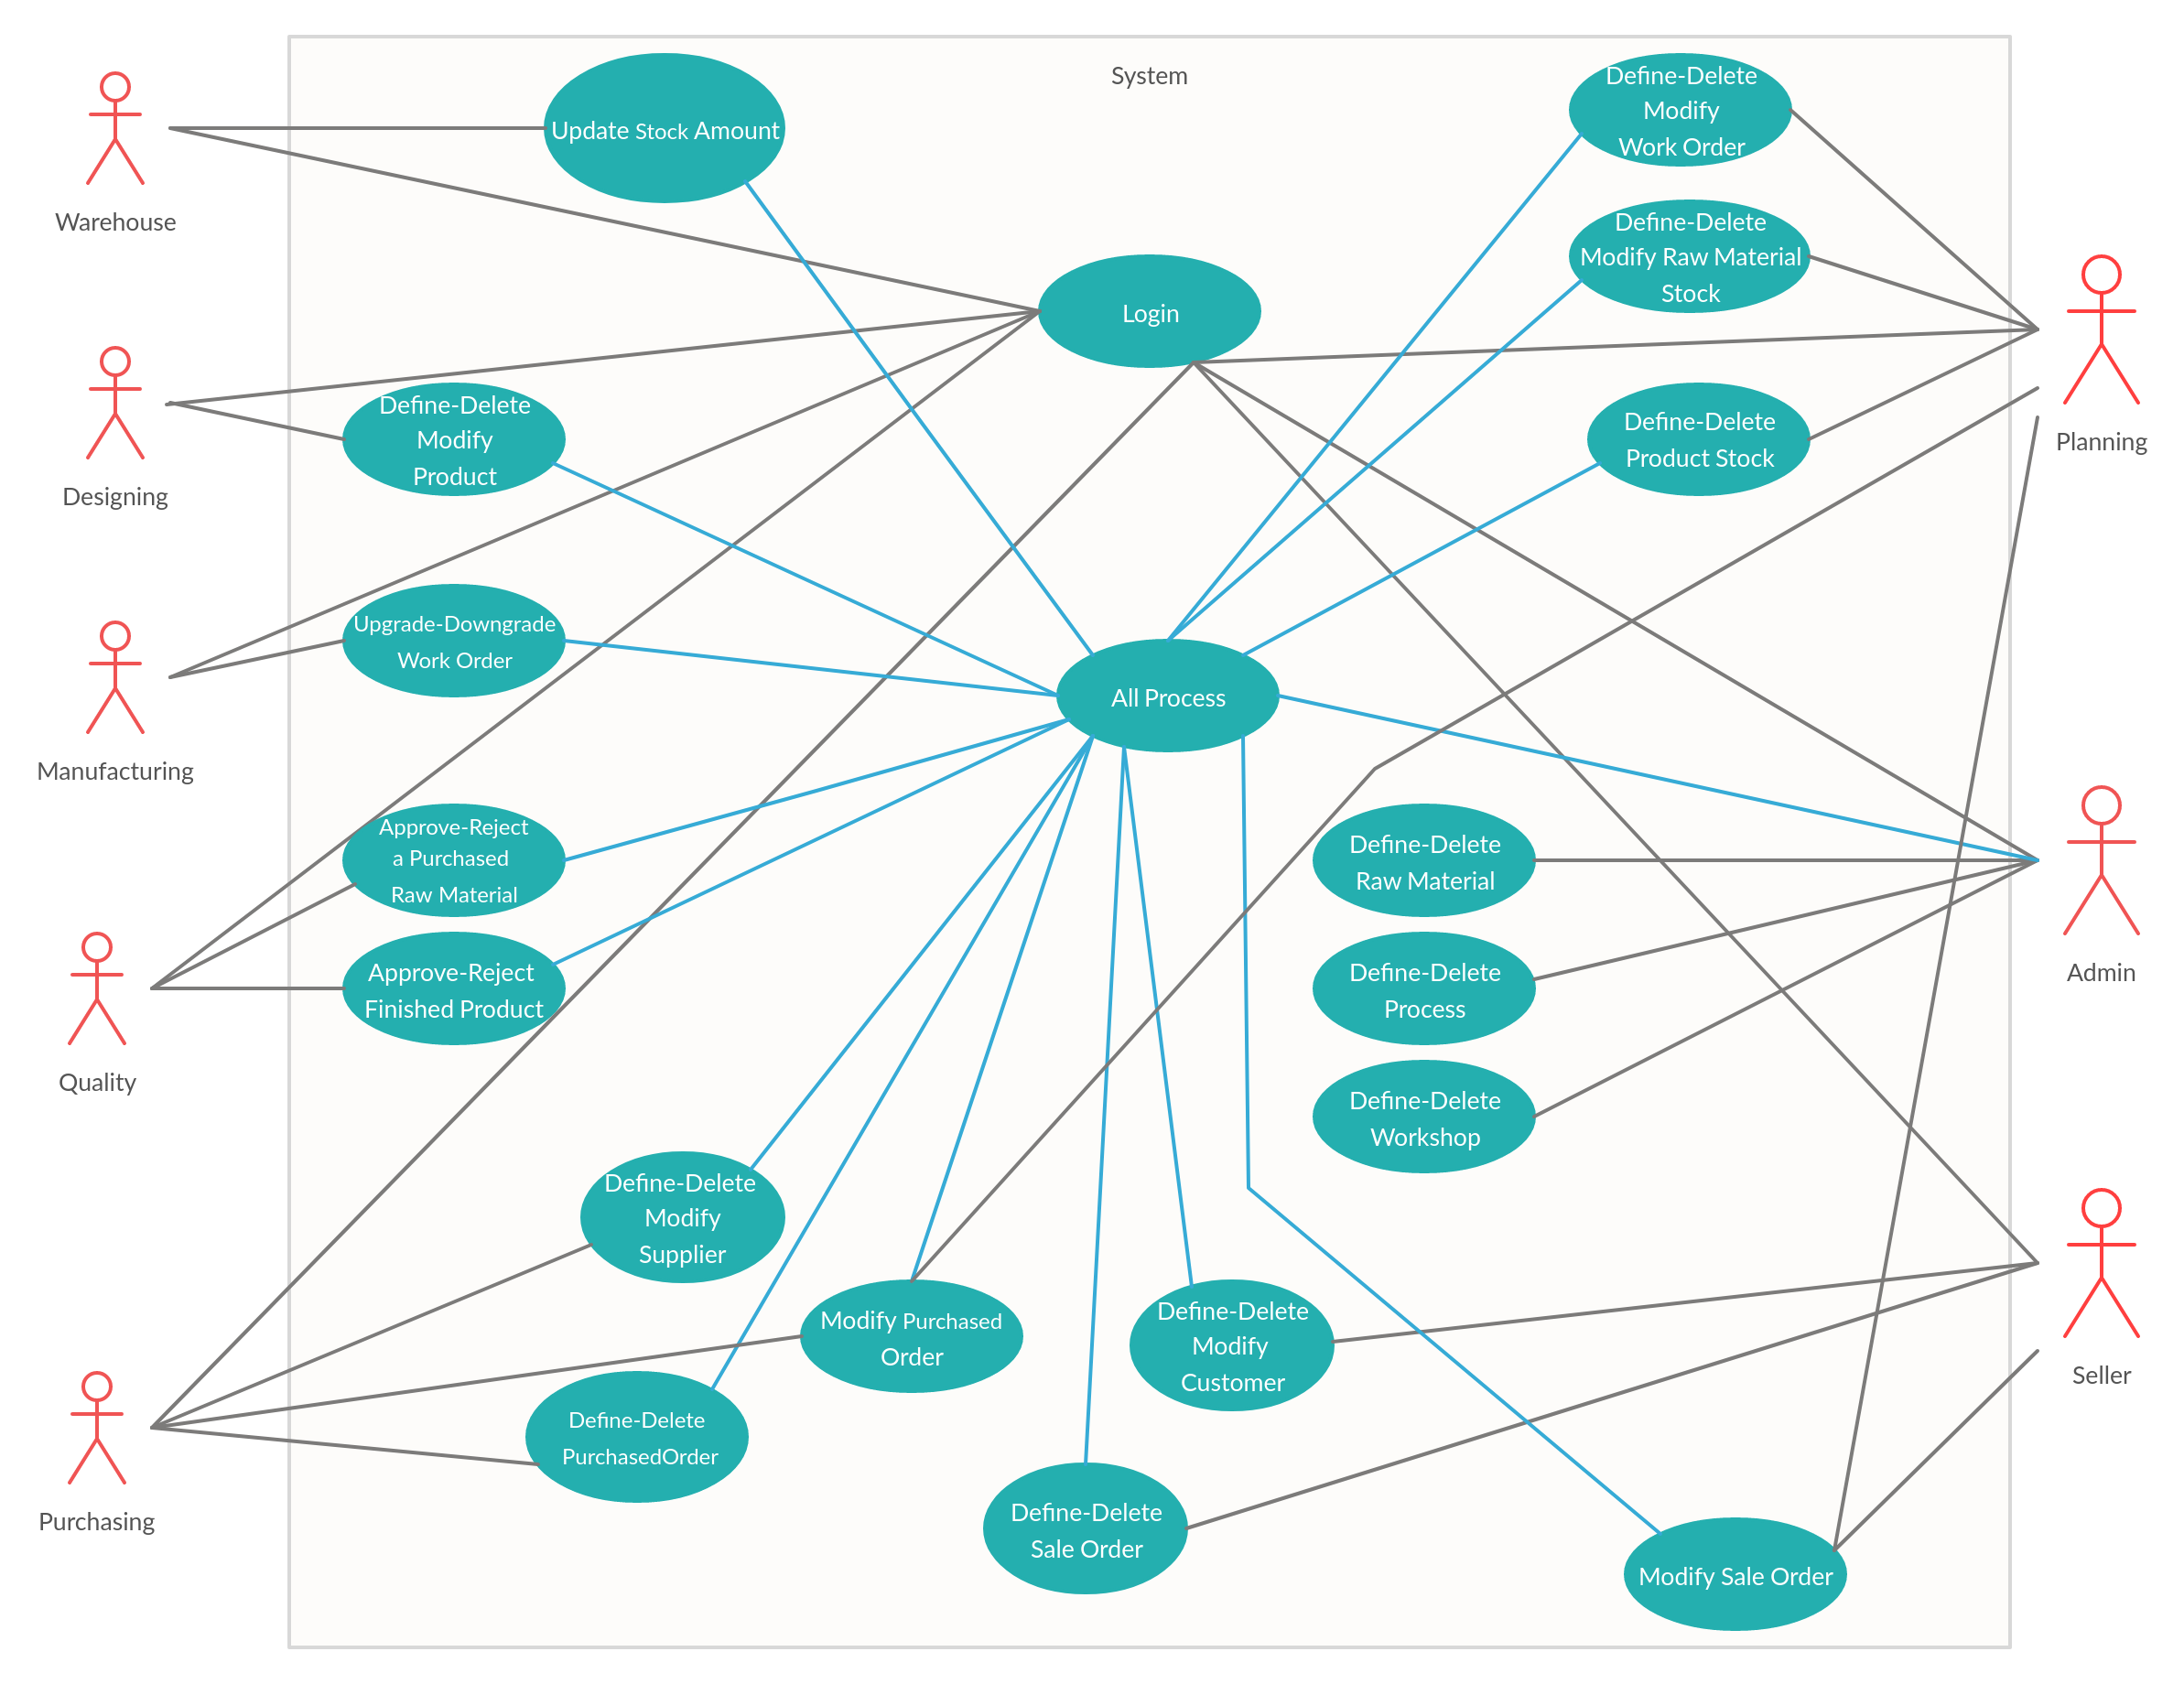 System
Update Stock Amount
Define-Delete
Modify
Work Order
Warehouse
Define-Delete
Modify Raw Material
Stock
Login
Define-Delete
Modify
Product
Define-Delete
Product Stock
Planning
Designing
Upgrade-Downgrade
Work Order
All Process
Manufacturing
Approve-Reject
a Purchased
Raw Material
Define-Delete
Raw Material
Admin
Approve-Reject
Finished Product
Define-Delete
Process
Quality
Define-Delete
Workshop
Define-Delete
Modify
Supplier
Modify Purchased
Order
Define-Delete
Modify
Customer
Seller
Define-Delete
PurchasedOrder
Purchasing
Define-Delete
Sale Order
Modify Sale Order